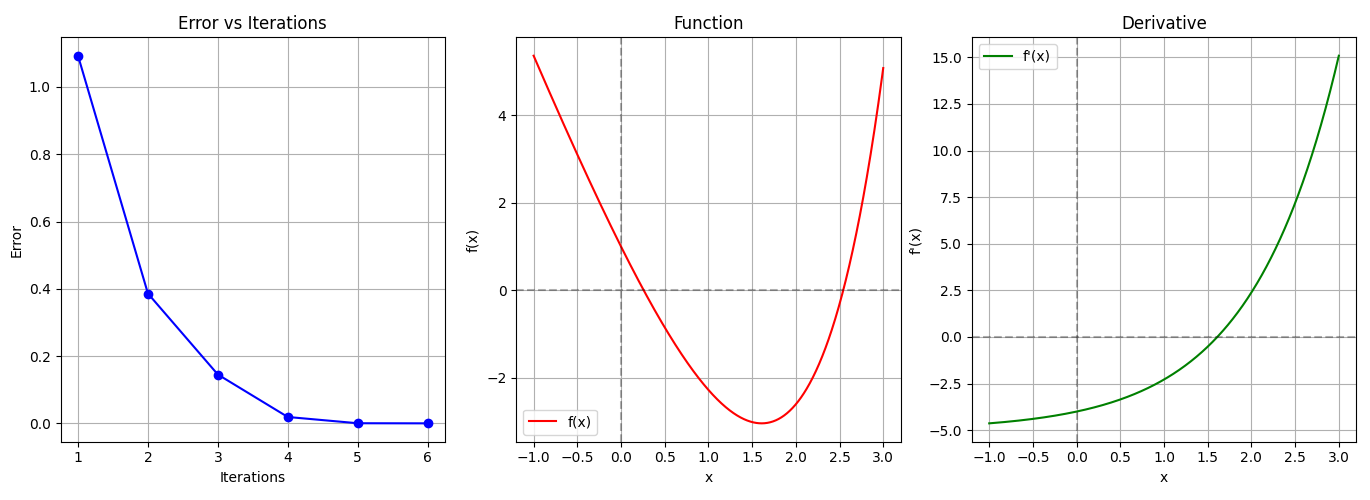 Error vs Iterations
Error
1.0
0.8
0.6
0.4
0.2
0.0
1 2 3 4 5 6
Iterations
Function
f(x)
4
2
0
−2
f(x)
−1.0 −0.5 0.0 0.5 1.0 1.5 2.0 2.5 3.0
x
Derivative
f'(x)
f'(x)
15.0
12.5
10.0
7.5
5.0
2.5
0.0
−2.5
−5.0
−1.0 −0.5 0.0 0.5 1.0 1.5 2.0 2.5 3.0
x